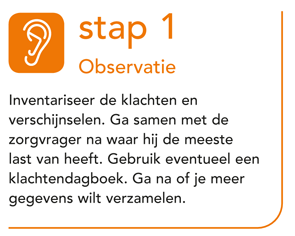 stap 1
Observatie
Inventariseer de klachten en
verschijnselen. Ga samen met de
zorgvrager na waar hij de meeste
last van heeft. Gebruik eventueel een
klachtendagboek. Ga na of je meer
gegevens wilt verzamelen.